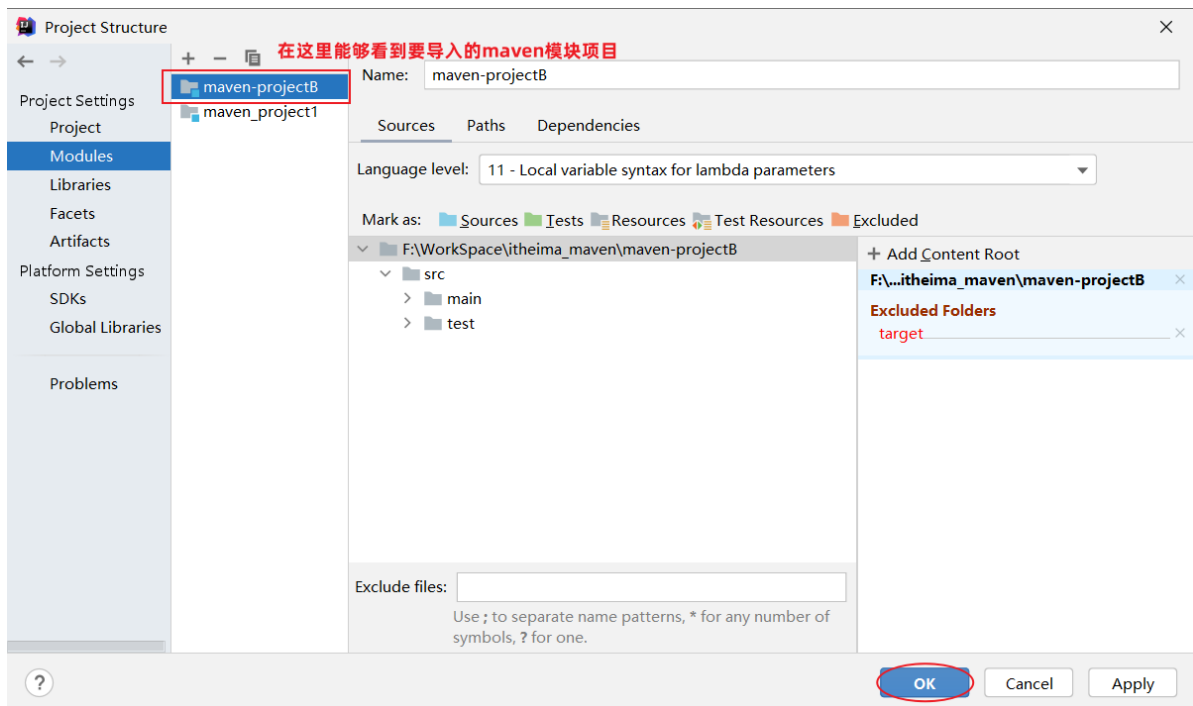 Project Structure
在这里能够看到要导入的maven模块项目
Project Settings
Project
Modules
Libraries
Facets
Artifacts
Platform Settings
SDKs
Global Libraries
Problems
maven-projectB
maven_project1
Name: maven-projectB
Sources Paths Dependencies
Language level: 11 - Local variable syntax for lambda parameters
Mark as: Sources Tests Resources Test Resources Excluded
F:\WorkSpace\itheima_maven\maven-projectB
src
main
test
+ Add Content Root
F:\...itheima_maven\maven-projectB
Excluded Folders
target
Exclude files:
Use ; to separate name patterns, * for any number of
symbols, ? for one.
?
OK Cancel Apply